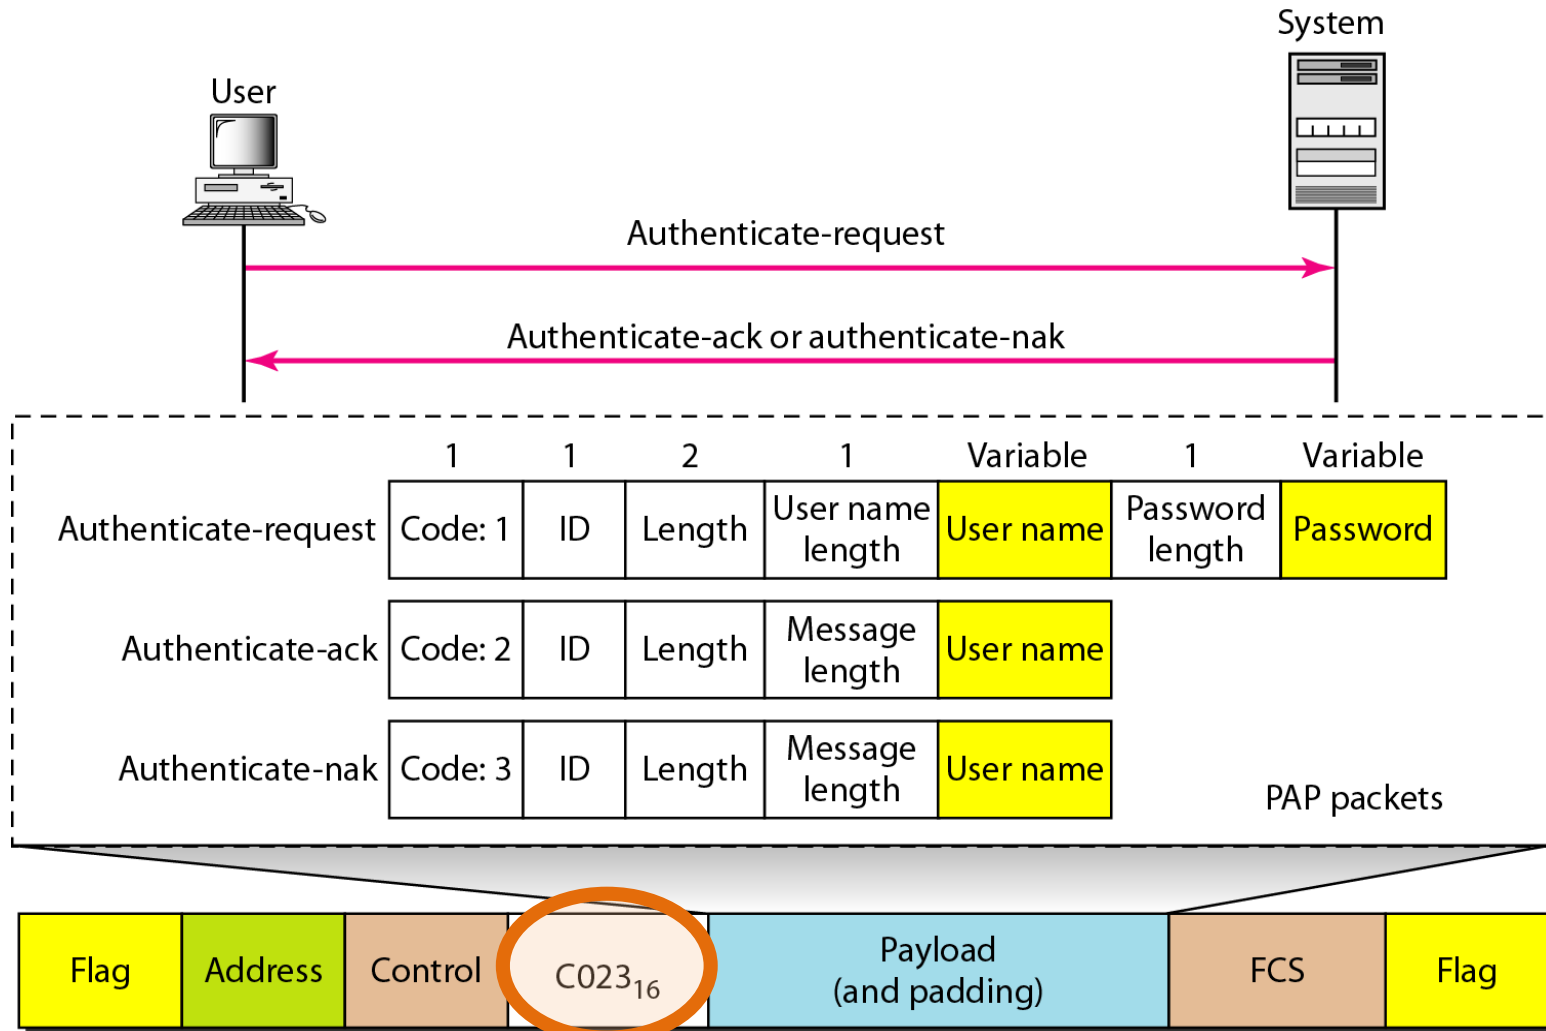 System
User
Authenticate-request
Authenticate-ack or authenticate-nak
1 1 2 1 Variable 1 Variable
Authenticate-request Code: 1 ID Length User name length User name Password length Password
Authenticate-ack Code: 2 ID Length Message length User name
Authenticate-nak Code: 3 ID Length Message length User name
PAP packets
Flag Address Control C023₁₆ Payload (and padding) FCS Flag